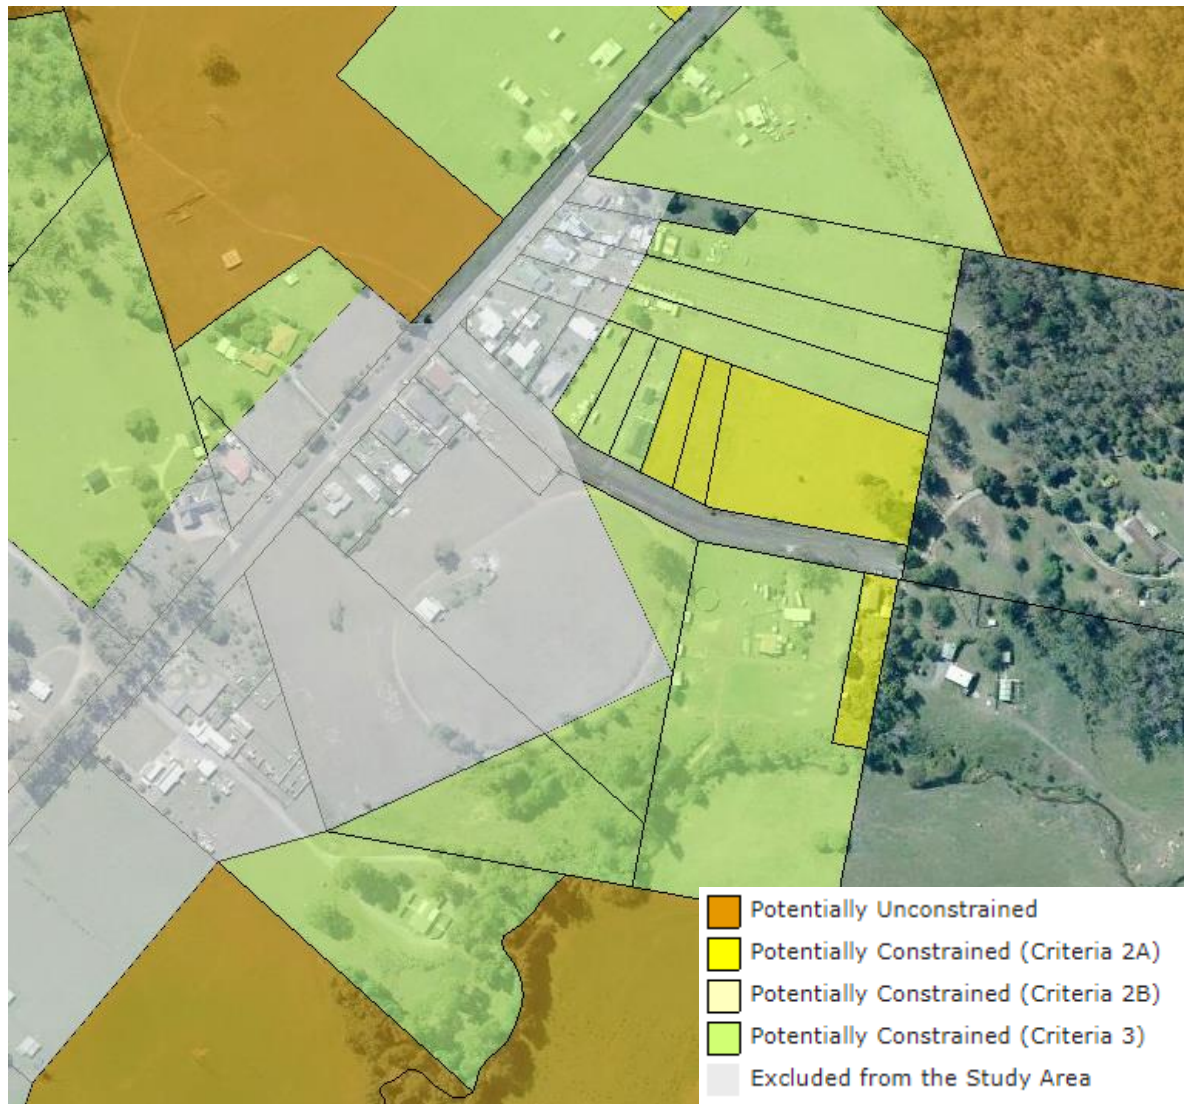 Potentially Unconstrained
Potentially Constrained (Criteria 2A)
Potentially Constrained (Criteria 2B)
Potentially Constrained (Criteria 3)
Excluded from the Study Area